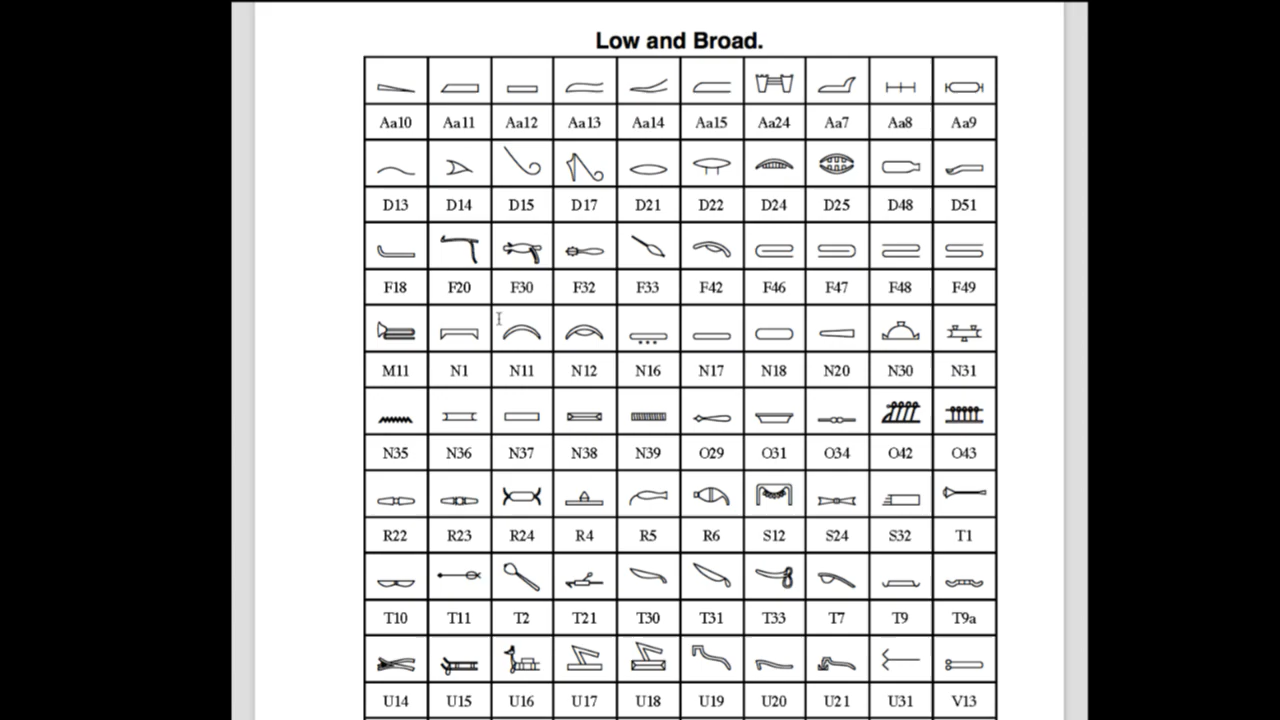 Low and Broad.
Aa10 Aa11 Aa12 Aa13 Aa14 Aa15 Aa24 Aa7 Aa8 Aa9
D13 D14 D15 D17 D21 D22 D24 D25 D48 D51
F18 F20 F30 F32 F33 F42 F46 F47 F48 F49
M11 N1 N11 N12 N16 N17 N18 N20 N30 N31
N35 N36 N37 N38 N39 O29 O31 O34 O42 O43
R22 R23 R24 R4 R5 R6 S12 S24 S32 T1
T10 T11 T2 T21 T30 T31 T33 T7 T9 T9a
U14 U15 U16 U17 U18 U19 U20 U21 U31 V13